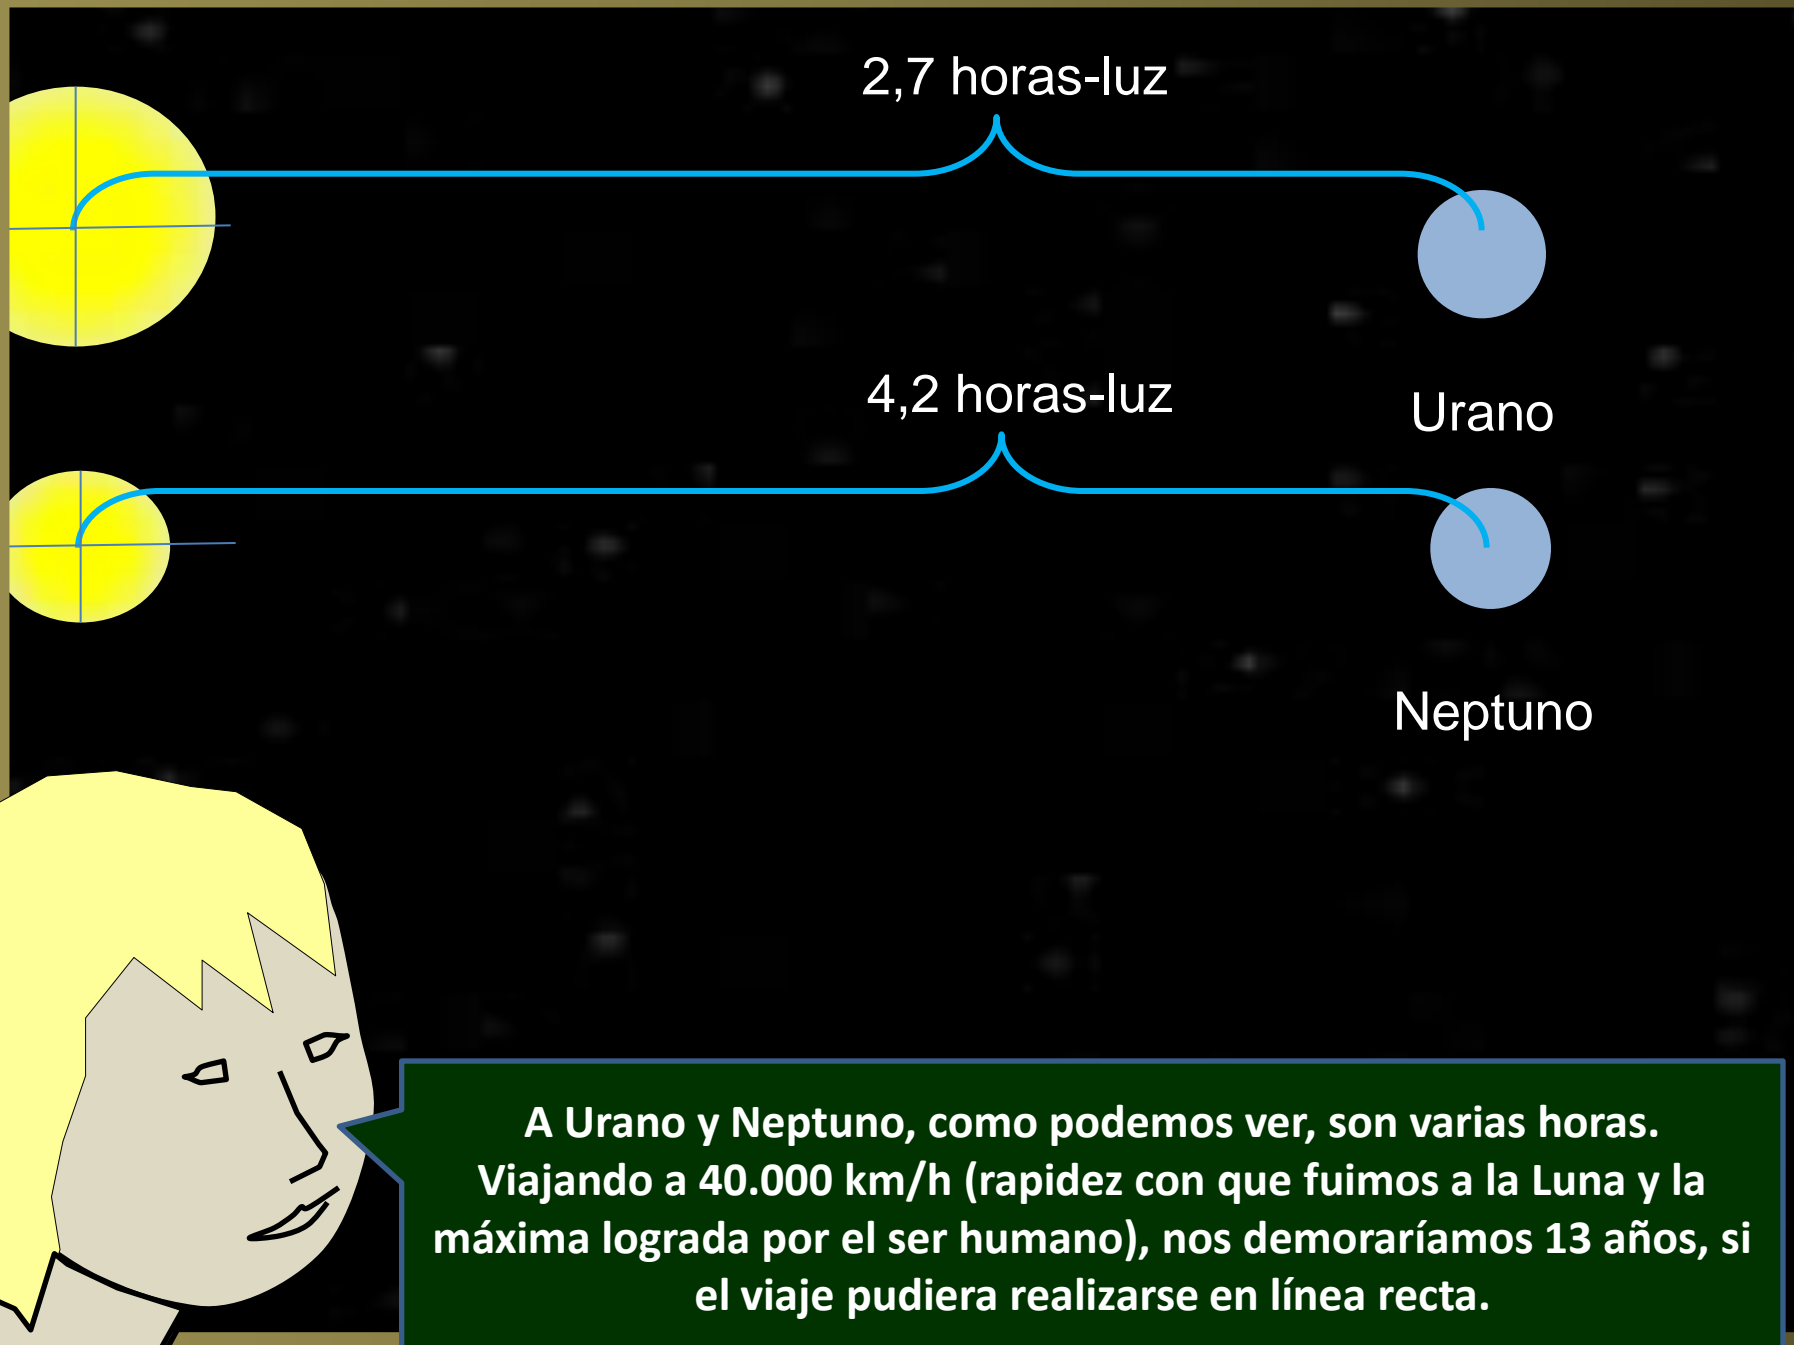 2,7 horas-luz
4,2 horas-luz
Urano
Neptuno
A Urano y Neptuno, como podemos ver, son varias horas.
Viajando a 40.000 km/h (rapidez con que fuimos a la Luna y la
máxima lograda por el ser humano), nos demoraríamos 13 años, si
el viaje pudiera realizarse en línea recta.